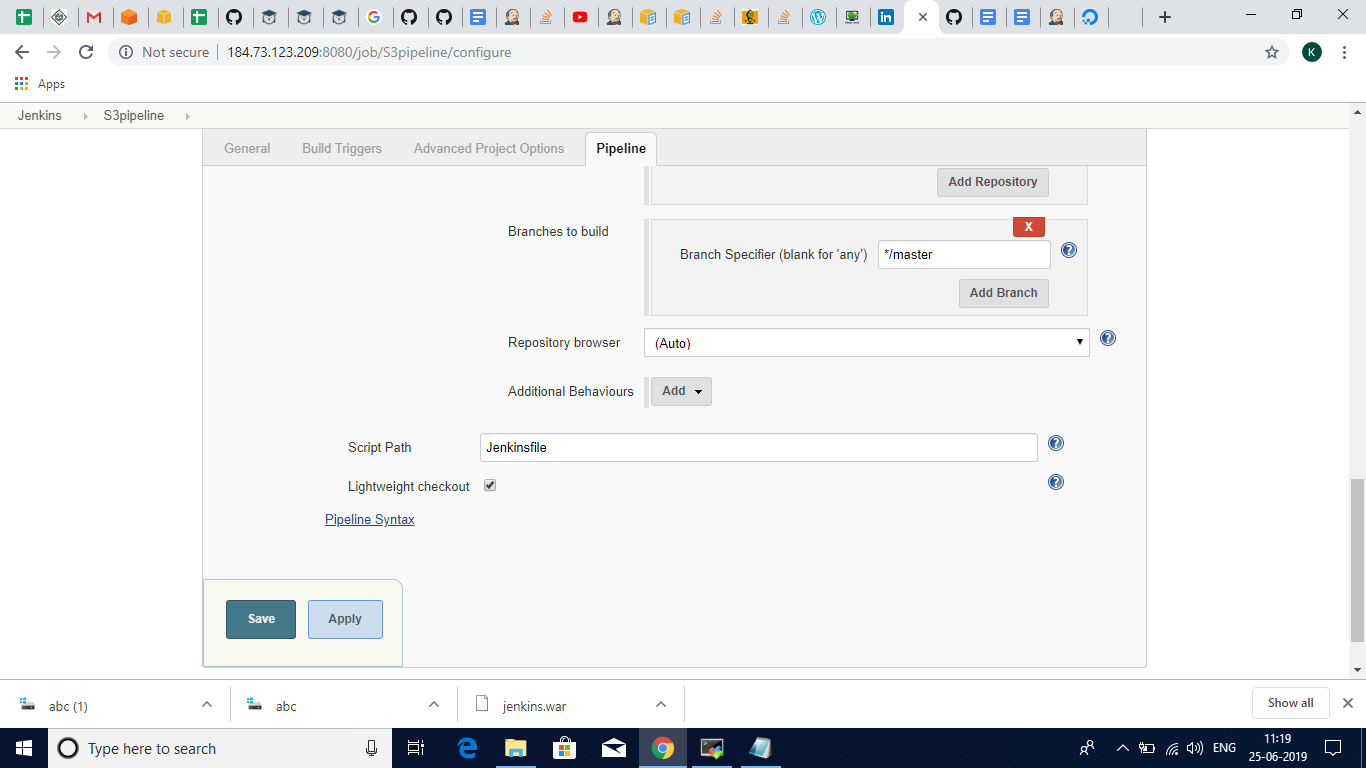 Not secure | 184.73.123.209:8080/job/S3pipeline/configure
K
Apps
Jenkins S3pipeline
General Build Triggers Advanced Project Options Pipeline
Add Repository
Branches to build
X
Branch Specifier (blank for 'any') */master
Add Branch
Repository browser (Auto)
Additional Behaviours Add
Script Path Jenkinsfile
Lightweight checkout
Pipeline Syntax
Save Apply
abc (1) abc jenkins.war Show all
Type here to search
ENG
11:19
25-06-2019